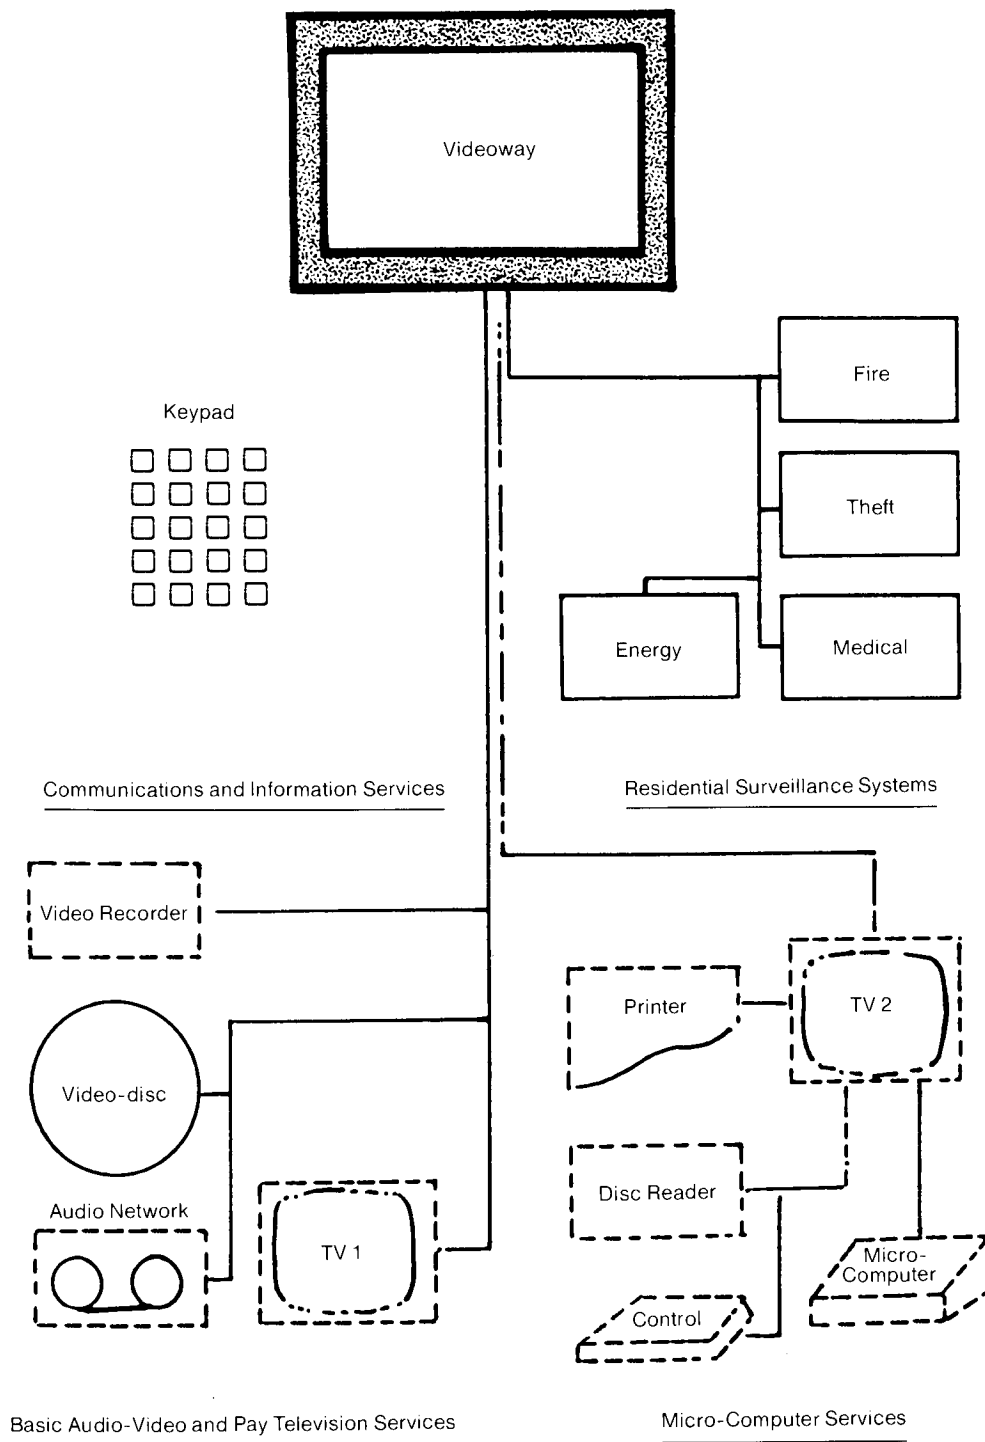 Videoway
Keypad
Fire
Theft
Energy
Medical
Communications and Information Services
Residential Surveillance Systems
Video Recorder
Printer
TV 2
Video-disc
Disc Reader
Audio Network
TV 1
Micro-
Computer
Control
Basic Audio-Video and Pay Television Services
Micro-Computer Services